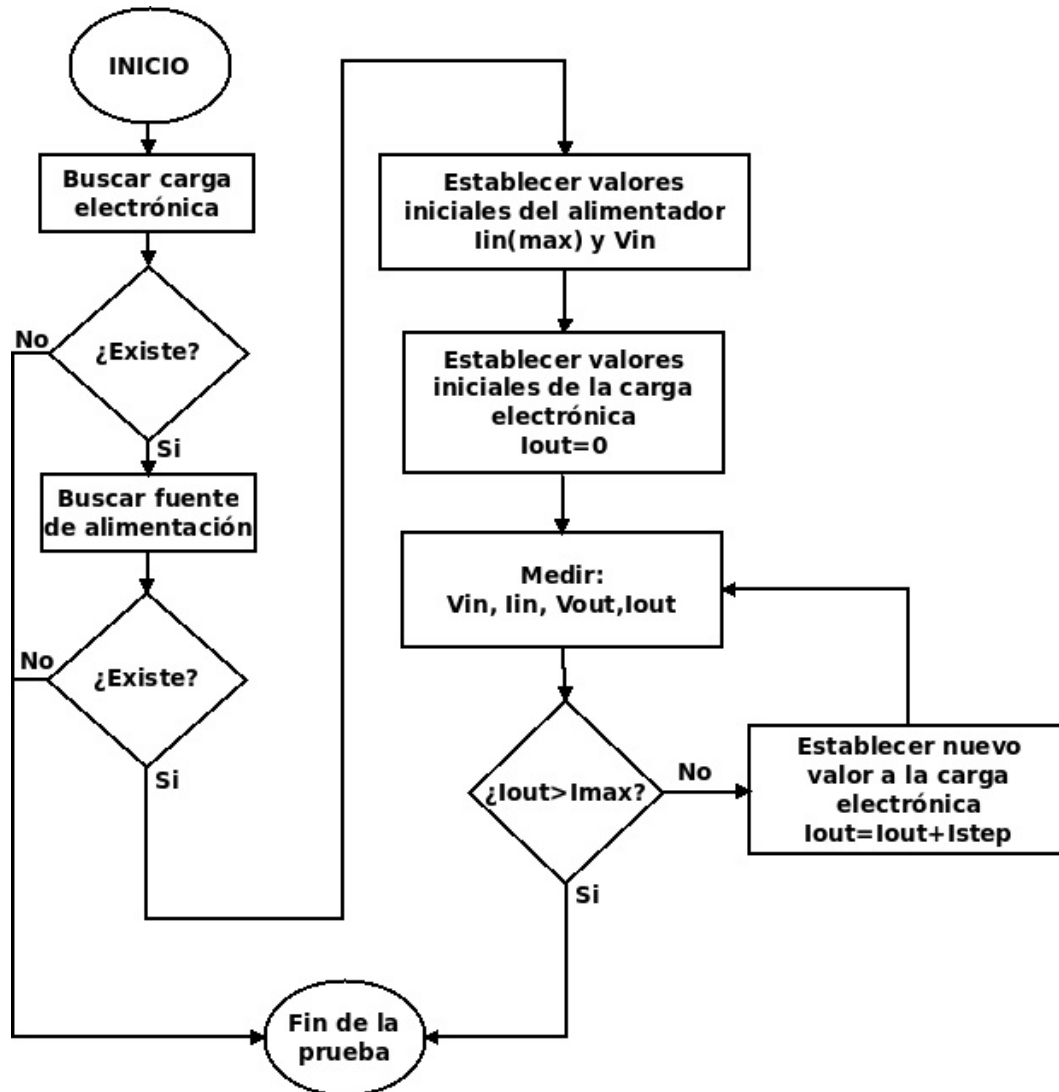 INICIO
Buscar carga
electrónica
¿Existe?
No
Si
Buscar fuente
de alimentación
¿Existe?
No
Si
Establecer valores
iniciales del alimentador
Iin(max) y Vin
Establecer valores
iniciales de la carga
electrónica
Iout=0
Medir:
Vin, Iin, Vout,Iout
¿Iout>Imax?
No
Establecer nuevo
valor a la carga
electrónica
Iout=Iout+Istep
Si
Fin de la
prueba